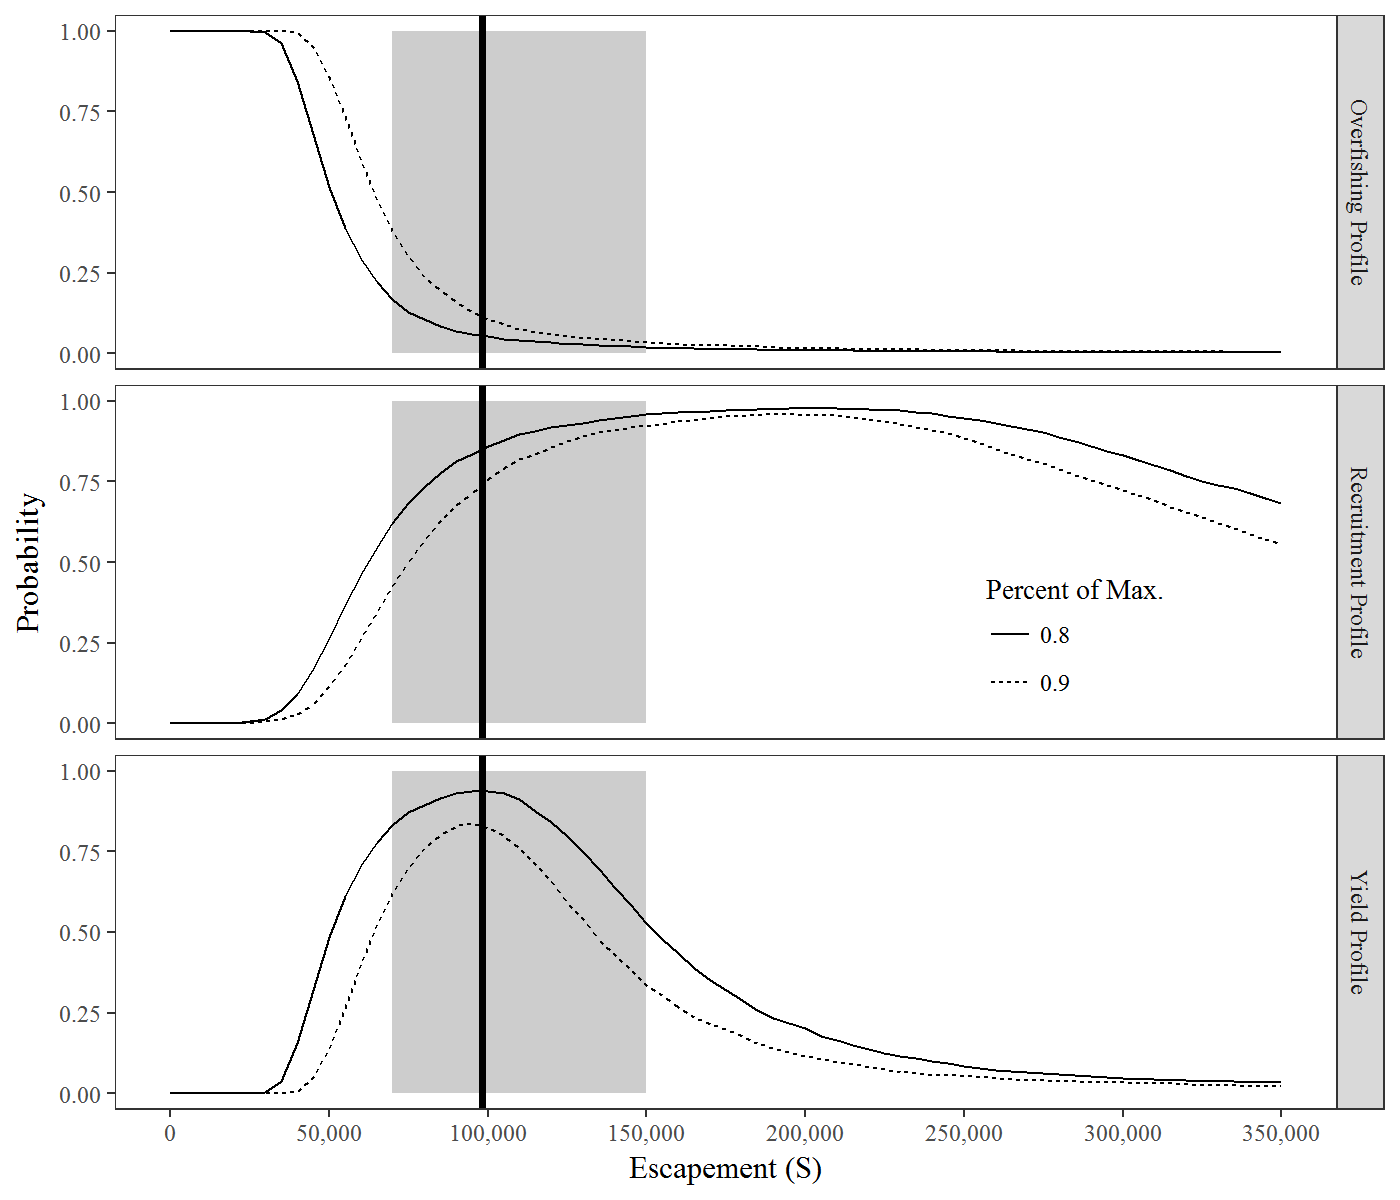 1.00
0.75
0.50
0.25
0.00
Overfishing Profile
1.00
0.75
0.50
0.25
0.00
Recruitment Profile
Probability
Percent of Max.
0.8
0.9
1.00
0.75
0.50
0.25
0.00
Yield Profile
0 50,000 100,000 150,000 200,000 250,000 300,000 350,000
Escapement (S)